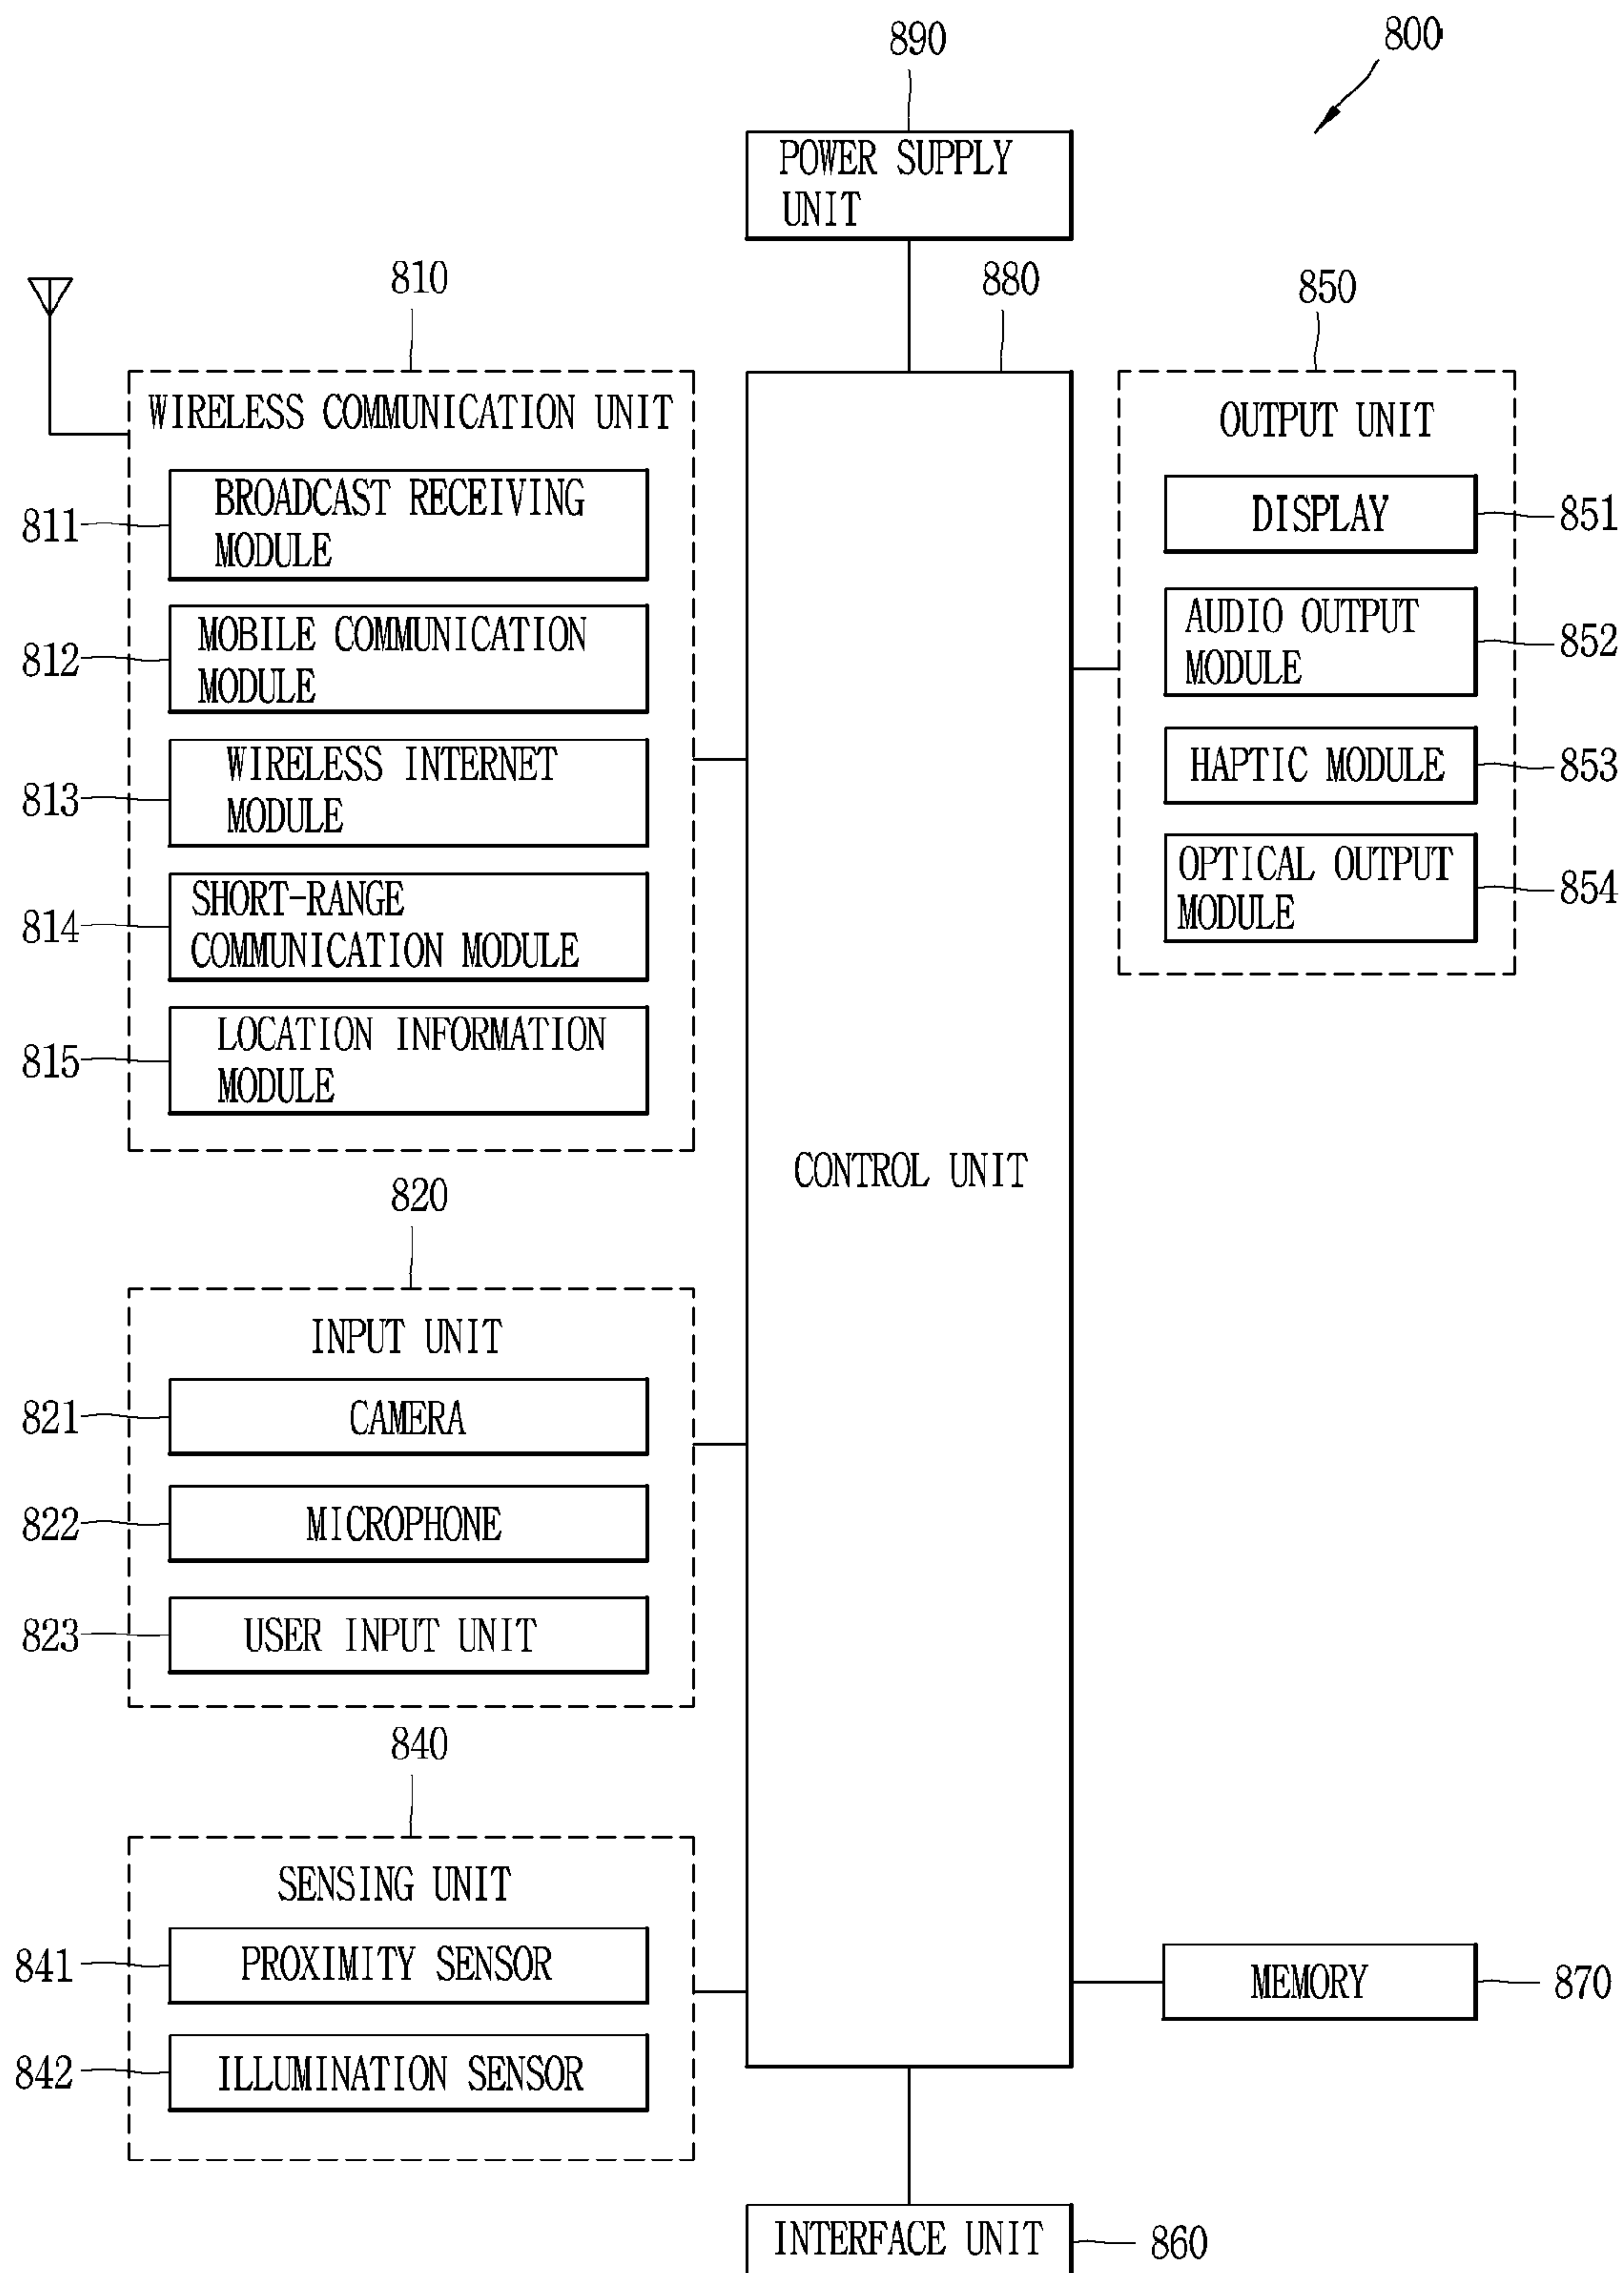 800
890
POWER SUPPLY
UNIT
810
880
850
WIRELESS COMMUNICATION UNIT
811
BROADCAST RECEIVING
MODULE
812
MOBILE COMMUNICATION
MODULE
813
WIRELESS INTERNET
MODULE
814
SHORT-RANGE
COMMUNICATION MODULE
815
LOCATION INFORMATION
MODULE
CONTROL UNIT
OUTPUT UNIT
DISPLAY
851
AUDIO OUTPUT
MODULE
852
HAPTIC MODULE
853
OPTICAL OUTPUT
MODULE
854
820
INPUT UNIT
821
CAMERA
822
MICROPHONE
823
USER INPUT UNIT
840
SENSING UNIT
841
PROXIMITY SENSOR
842
ILLUMINATION SENSOR
MEMORY
870
INTERFACE UNIT
860